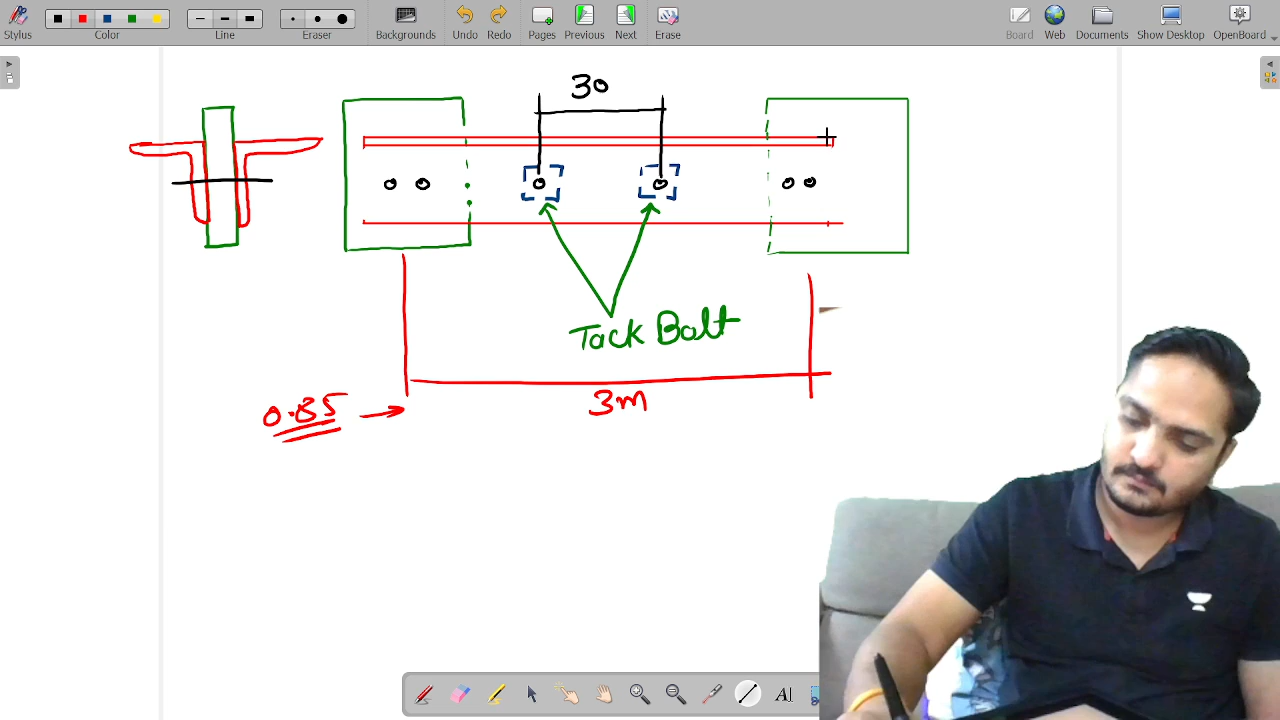 Stylus
Color
Line
Eraser
Backgrounds
Undo
Redo
Pages
Previous
Next
Erase
Board
Web
Documents
Show Desktop
OpenBoard
30
Tack Bolt
3m
0.85
AI